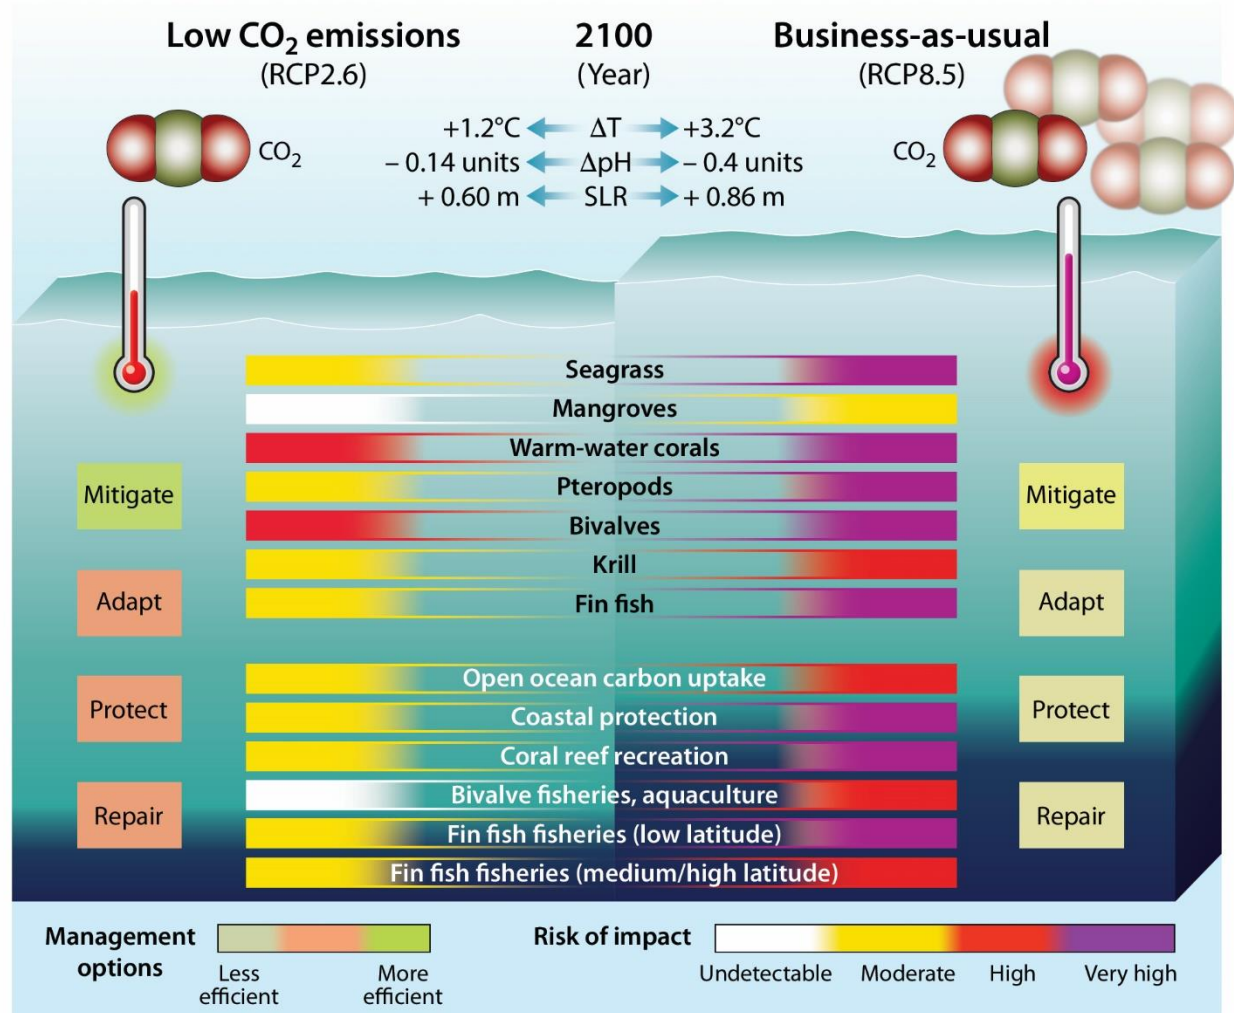 Low CO₂ emissions
(RCP2.6)
2100
(Year)
Business-as-usual
(RCP8.5)
CO₂
+1.2°C ΔT +3.2°C
– 0.14 units ΔpH – 0.4 units
+ 0.60 m SLR + 0.86 m
CO₂
Seagrass
Mangroves
Warm-water corals
Pteropods
Bivalves
Krill
Fin fish
Open ocean carbon uptake
Coastal protection
Coral reef recreation
Bivalve fisheries, aquaculture
Fin fish fisheries (low latitude)
Fin fish fisheries (medium/high latitude)
Mitigate
Adapt
Protect
Repair
Mitigate
Adapt
Protect
Repair
Management
options
Less
efficient
More
efficient
Risk of impact
Undetectable Moderate High Very high